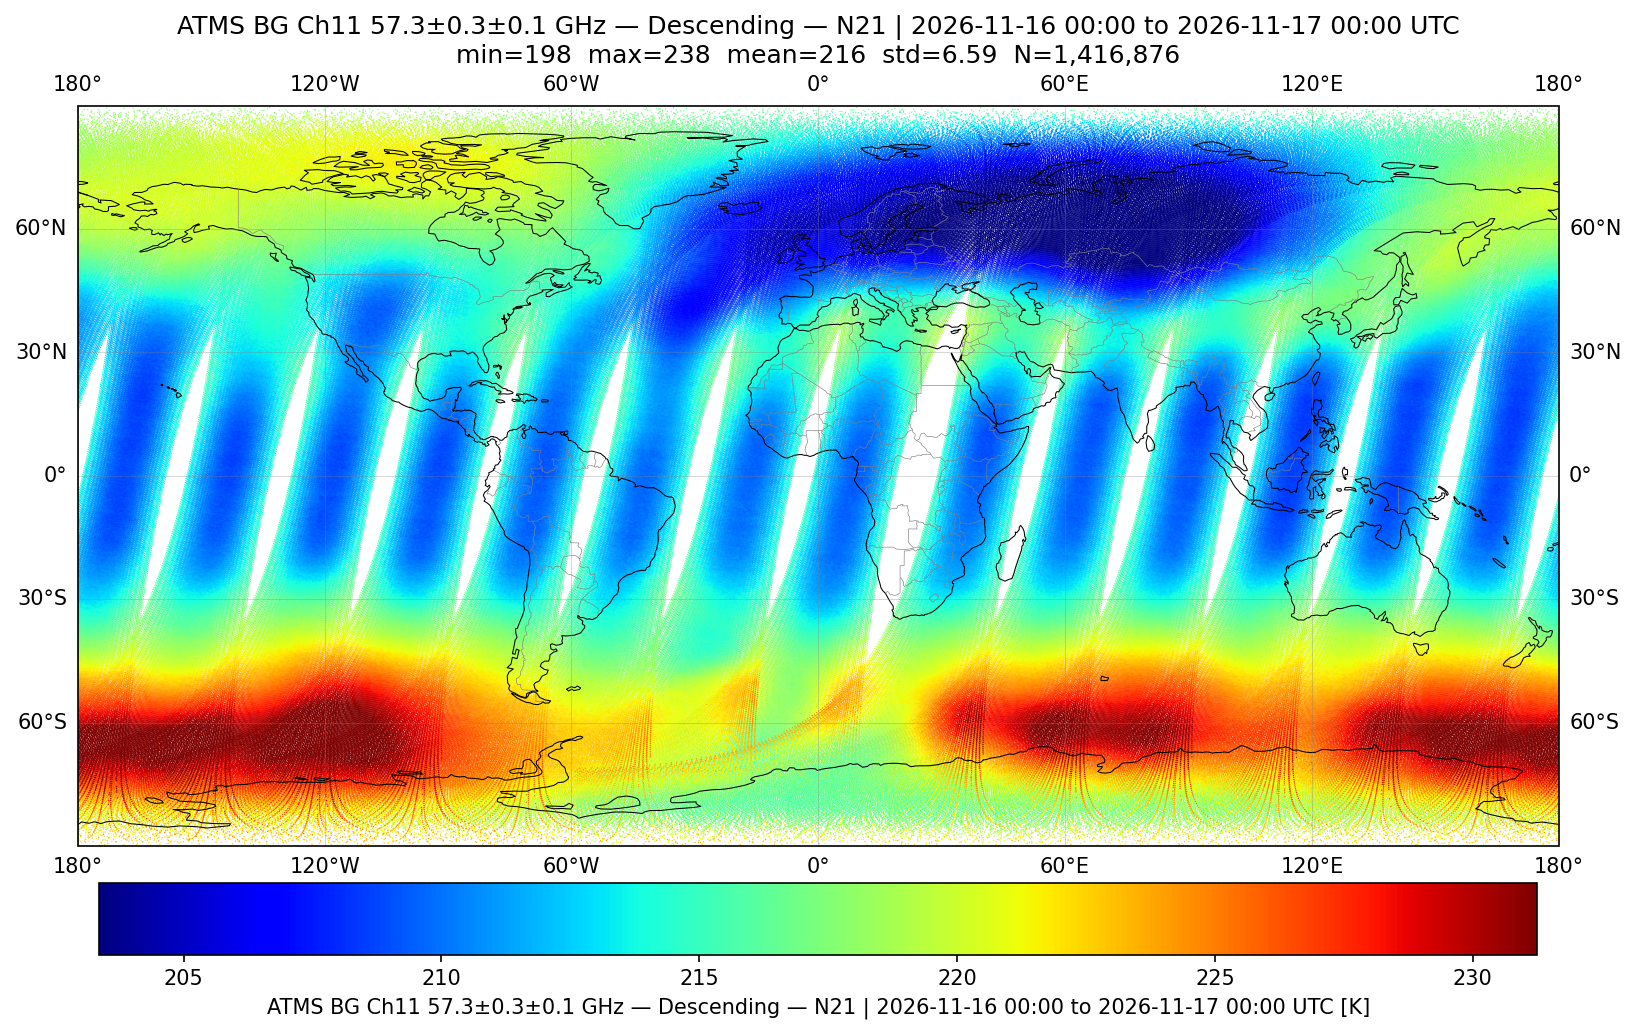 ATMS BG Ch11 57.3±0.3±0.1 GHz — Descending — N21 | 2026-11-16 00:00 to 2026-11-17 00:00 UTC
min=198 max=238 mean=216 std=6.59 N=1,416,876
180° 120°W 60°W 0° 60°E 120°E 180°
60°N 60°N
30°N 30°N
0° 0°
30°S 30°S
60°S 60°S
180° 120°W 60°W 0° 60°E 120°E 180°
205 210 215 220 225 230
ATMS BG Ch11 57.3±0.3±0.1 GHz — Descending — N21 | 2026-11-16 00:00 to 2026-11-17 00:00 UTC [K]